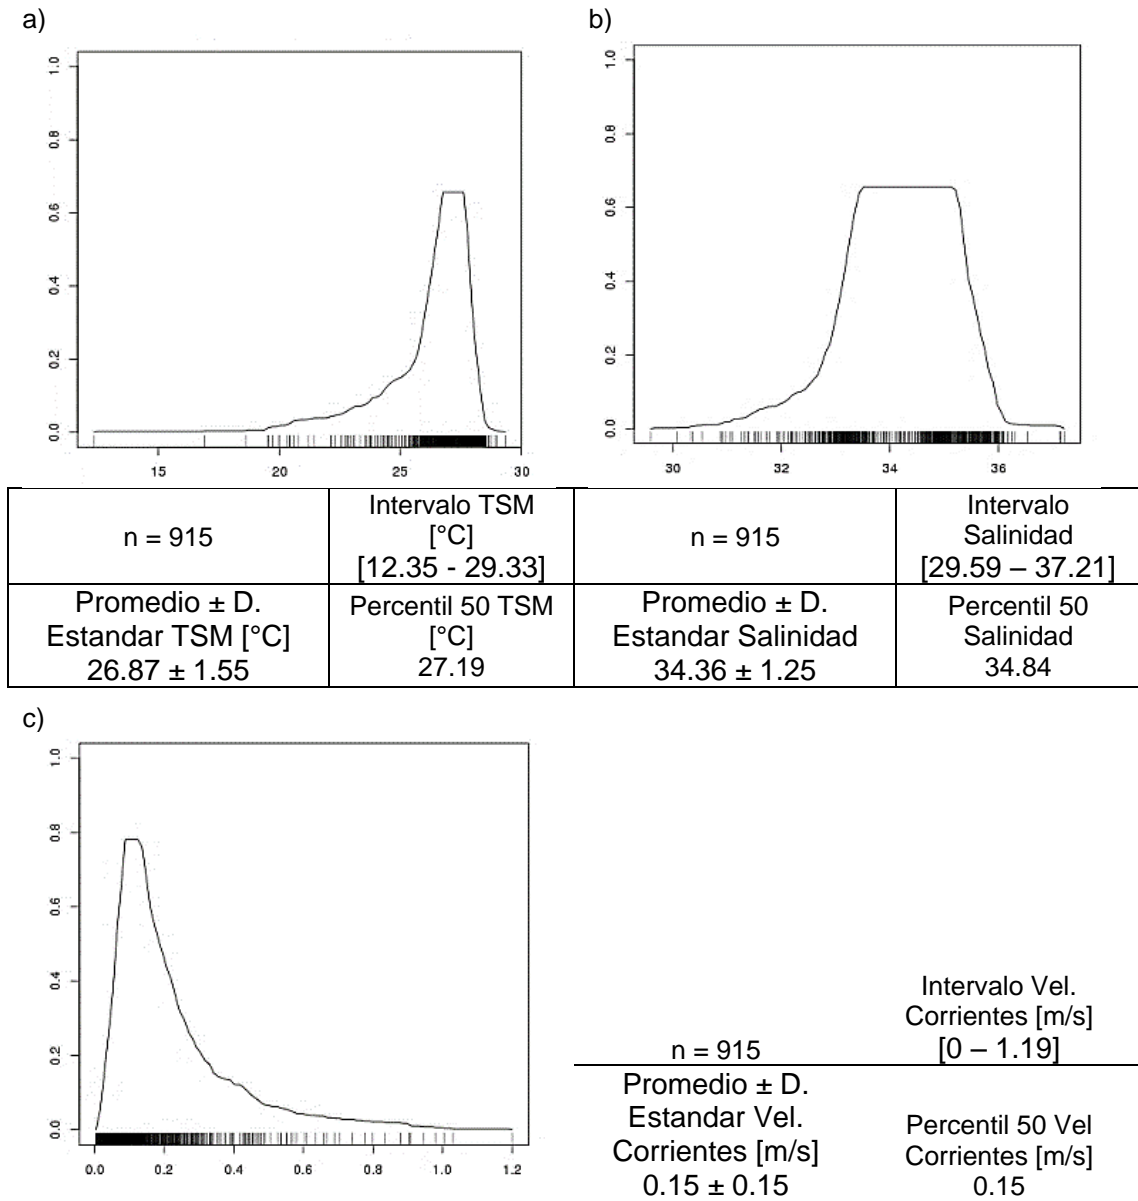 a)
b)
1.0
0.8
0.6
0.4
0.2
0.0
15
20
25
30
1.0
0.8
0.6
0.4
0.2
0.0
30
32
34
36
n = 915
Intervalo TSM
[°C]
[12.35 - 29.33]
n = 915
Intervalo
Salinidad
[29.59 – 37.21]
Promedio ± D.
Estandar TSM [°C]
26.87 ± 1.55
Percentil 50 TSM
[°C]
27.19
Promedio ± D.
Estandar Salinidad
34.36 ± 1.25
Percentil 50
Salinidad
34.84
c)
1.0
0.8
0.6
0.4
0.2
0.0
0.0
0.2
0.4
0.6
0.8
1.0
1.2
n = 915
Intervalo Vel.
Corrientes [m/s]
[0 – 1.19]
Promedio ± D.
Estandar Vel.
Corrientes [m/s]
0.15 ± 0.15
Percentil 50 Vel
Corrientes [m/s]
0.15